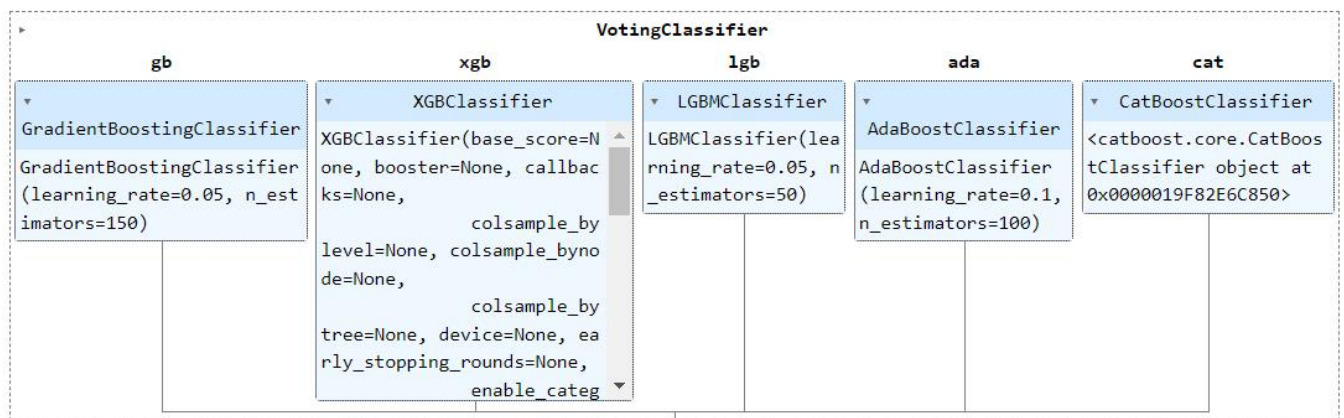 VotingClassifier
gb
xgb
lgb
ada
cat
GradientBoostingClassifier
GradientBoostingClassifier
(learning_rate=0.05, n_est
imators=150)
XGBClassifier
XGBClassifier(base_score=N
one, booster=None, callbac
ks=None,
colsample_by
level=None, colsample_byno
de=None,
colsample_by
tree=None, device=None, ea
rly_stopping_rounds=None,
enable_categ
LGBMClassifier
LGBMClassifier(lea
rning_rate=0.05, n
_estimators=50)
AdaBoostClassifier
AdaBoostClassifier
(learning_rate=0.1,
n_estimators=100)
CatBoostClassifier
<catboost.core.CatBoos
tClassifier object at
0x0000019F82E6C850>